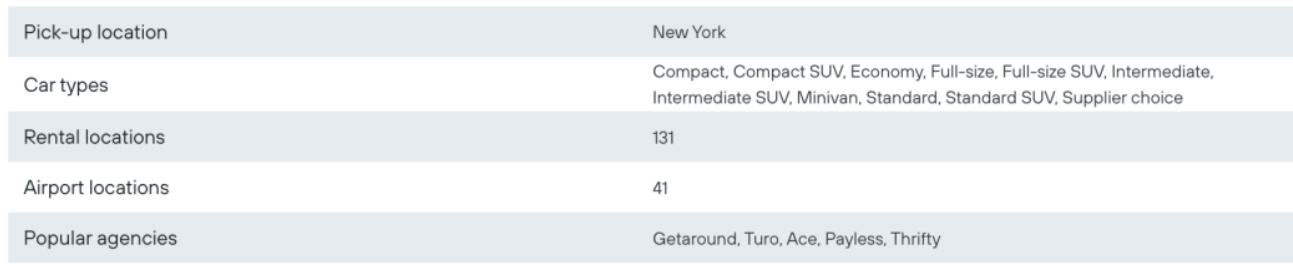 Pick-up location
New York
Car types
Compact, Compact SUV, Economy, Full-size, Full-size SUV, Intermediate,
Intermediate SUV, Minivan, Standard, Standard SUV, Supplier choice
Rental locations
131
Airport locations
41
Popular agencies
Getaround, Turo, Ace, Payless, Thrifty